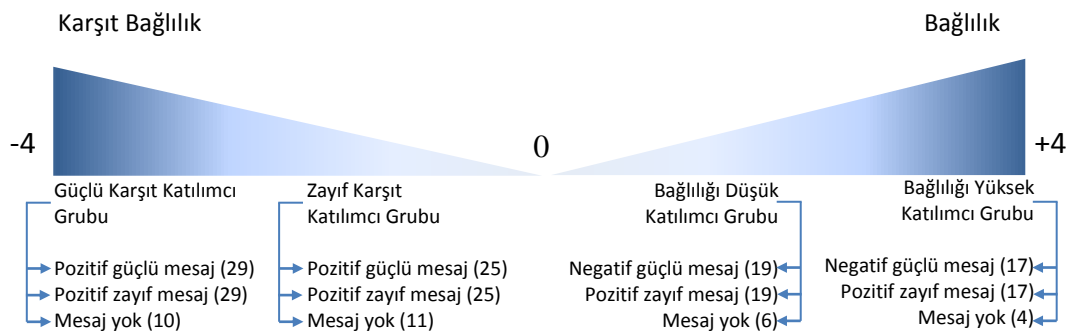 Karşıt Bağlılık
Bağlılık
-4
0
+4
Güçlü Karşıt Katılımcı
Grubu
Pozitif güçlü mesaj (29)
Pozitif zayıf mesaj (29)
Mesaj yok (10)
Zayıf Karşıt
Katılımcı Grubu
Pozitif güçlü mesaj (25)
Pozitif zayıf mesaj (25)
Mesaj yok (11)
Bağlılığı Düşük
Katılımcı Grubu
Negatif güçlü mesaj (19)
Pozitif zayıf mesaj (19)
Mesaj yok (6)
Bağlılığı Yüksek
Katılımcı Grubu
Negatif güçlü mesaj (17)
Pozitif zayıf mesaj (17)
Mesaj yok (4)